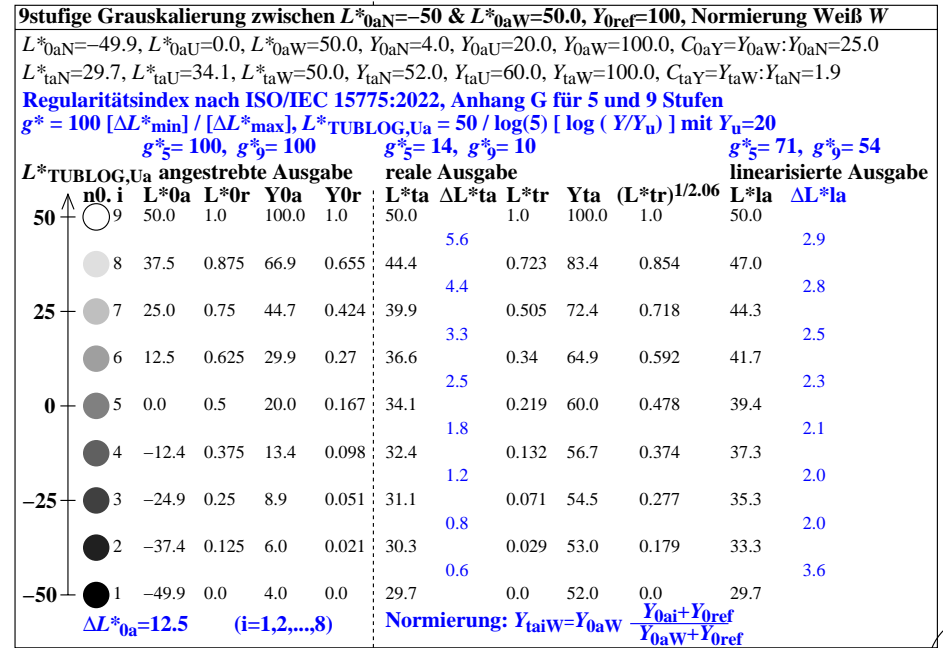 9stufige Grauskalierung zwischen L*0aN=−50 & L*0aW=50.0, Y0ref=100, Normierung Weiß W
L*0aN=−49.9, L*0aU=0.0, L*0aW=50.0, Y0aN=4.0, Y0aU=20.0, Y0aW=100.0, C0aY=Y0aW:Y0aN=25.0
L*taN=29.7, L*taU=34.1, L*taW=50.0, YtaN=52.0, YtaU=60.0, YtaW=100.0, CtaY=YtaW:YtaN=1.9
Regularitätsindex nach ISO/IEC 15775:2022, Anhang G für 5 und 9 Stufen
g* = 100 [ΔL*min] / [ΔL*max], L*TUBLOG,Ua = 50 / log(5) [ log ( Y/Yu) ] mit Yu=20
g*5= 100, g*9= 100 g*5= 14, g*9= 10 g*5= 71, g*9= 54
L*TUBLOG,Ua angestrebte Ausgabe reale Ausgabe linearisierte Ausgabe
n0. i L*0a L*0r Y0a Y0r L*ta ΔL*ta L*tr Yta (L*tr)1/2.06 L*la ΔL*la
50 9 50.0 1.0 100.0 1.0 50.0 1.0 100.0 1.0 50.0
5.6 2.9
8 37.5 0.875 66.9 0.655 44.4 0.723 83.4 0.854 47.0
4.4 2.8
25 7 25.0 0.75 44.7 0.424 39.9 0.505 72.4 0.718 44.3
3.3 2.5
6 12.5 0.625 29.9 0.27 36.6 0.34 64.9 0.592 41.7
2.5 2.3
0 5 0.0 0.5 20.0 0.167 34.1 0.219 60.0 0.478 39.4
1.8 2.1
4 −12.4 0.375 13.4 0.098 32.4 0.132 56.7 0.374 37.3
1.2 2.0
−25 3 −24.9 0.25 8.9 0.051 31.1 0.071 54.5 0.277 35.3
0.8 2.0
2 −37.4 0.125 6.0 0.021 30.3 0.029 53.0 0.179 33.3
0.6 3.6
−50 1 −49.9 0.0 4.0 0.0 29.7 0.0 52.0 0.0 29.7
ΔL*0a=12.5 (i=1,2,...,8) Normierung: YtaiW=Y0aW Y0ai+Y0ref
Y0aW+Y0ref